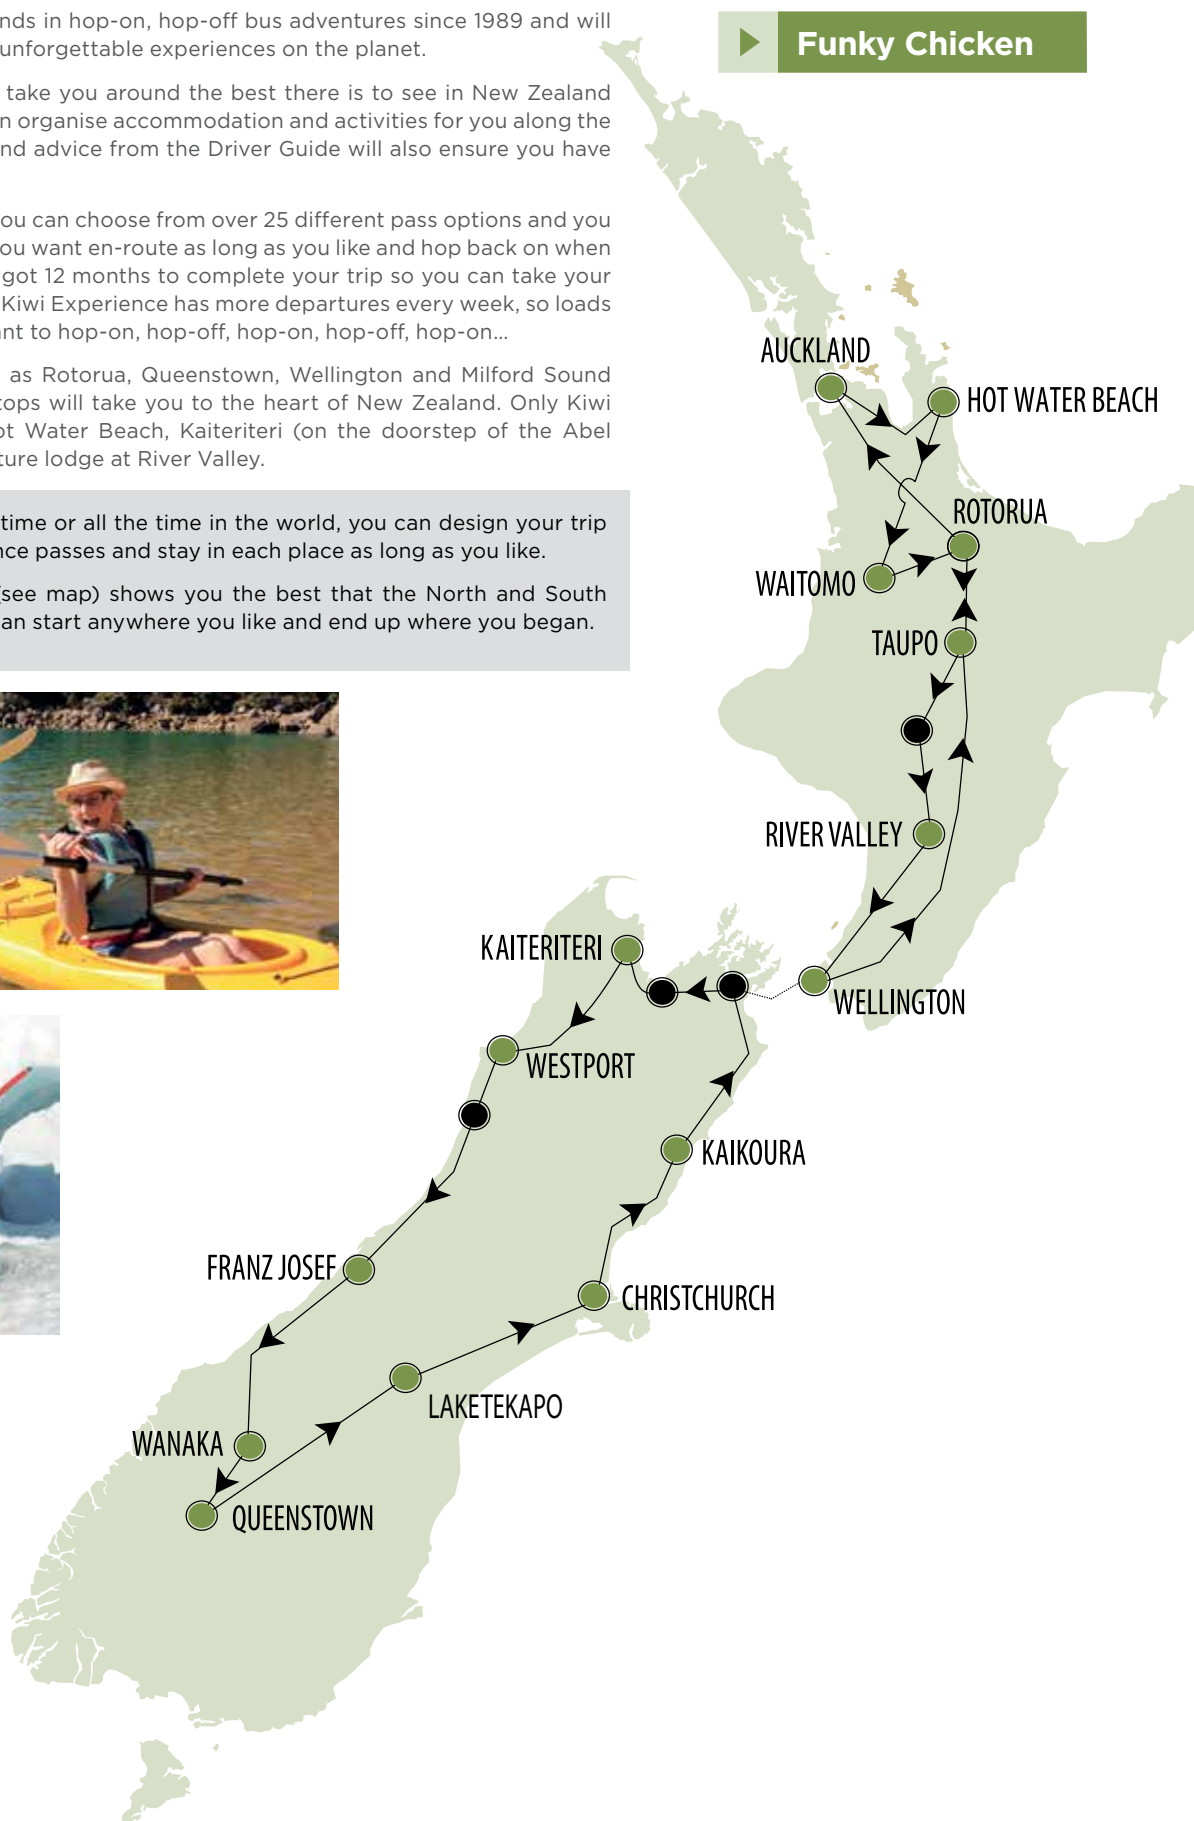 nds in hop-on, hop-off bus adventures since 1989 and will
unforgettable experiences on the planet.
take you around the best there is to see in New Zealand
n organise accommodation and activities for you along the
nd advice from the Driver Guide will also ensure you have
ou can choose from over 25 different pass options and you
ou want en-route as long as you like and hop back on when
got 12 months to complete your trip so you can take your
Kiwi Experience has more departures every week, so loads
nt to hop-on, hop-off, hop-on, hop-off, hop-on...
as Rotorua, Queenstown, Wellington and Milford Sound
tops will take you to the heart of New Zealand. Only Kiwi
ot Water Beach, Kaiteriteri (on the doorstep of the Abel
ture lodge at River Valley.
time or all the time in the world, you can design your trip
nce passes and stay in each place as long as you like.
(see map) shows you the best that the North and South
an start anywhere you like and end up where you began.
Funky Chicken
AUCKLAND
HOT WATER BEACH
ROTORUA
WAITOMO
TAUPO
RIVER VALLEY
KAITERITERI
WELLINGTON
WESTPORT
KAIKOURA
FRANZ JOSEF
CHRISTCHURCH
LAKETEKAPO
WANAKA
QUEENSTOWN